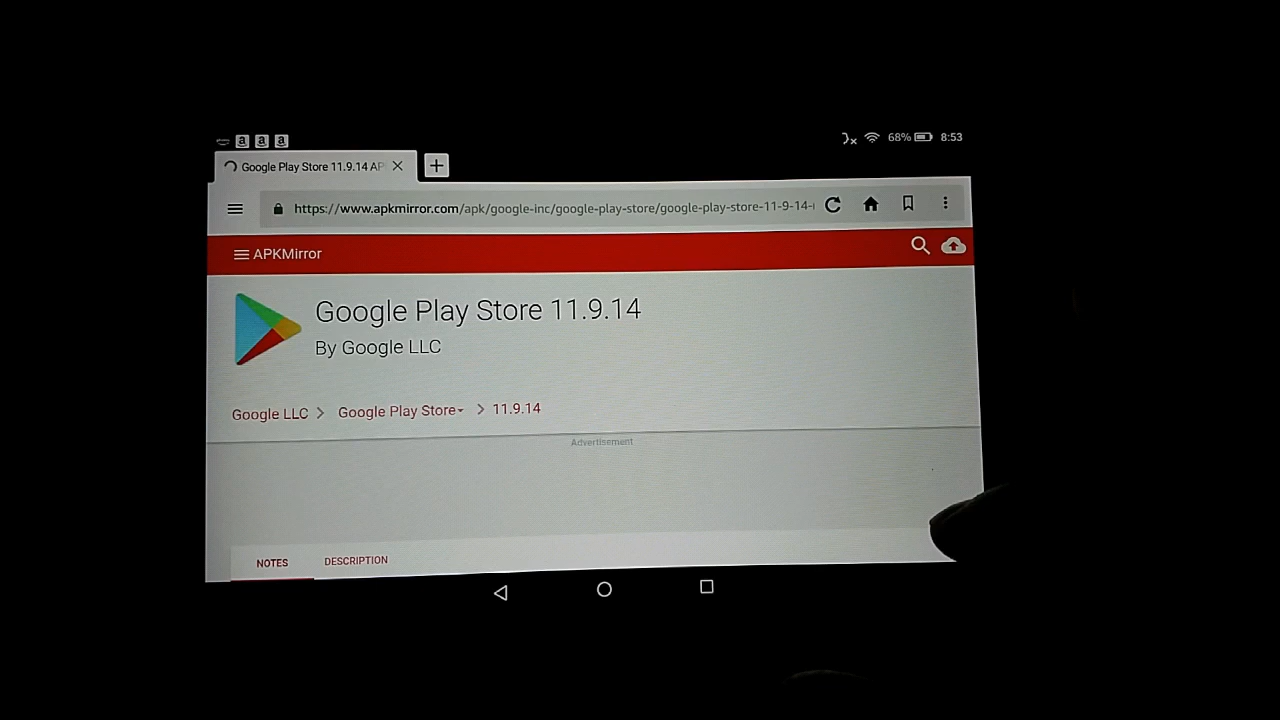 68% 8:53
Google Play Store 11.9.14 AP
https://www.apkmirror.com/apk/google-inc/google-play-store/google-play-store-11-9-14-
APKMirror
Google Play Store 11.9.14
By Google LLC
Google LLC > Google Play Store > 11.9.14
Advertisement
NOTES DESCRIPTION